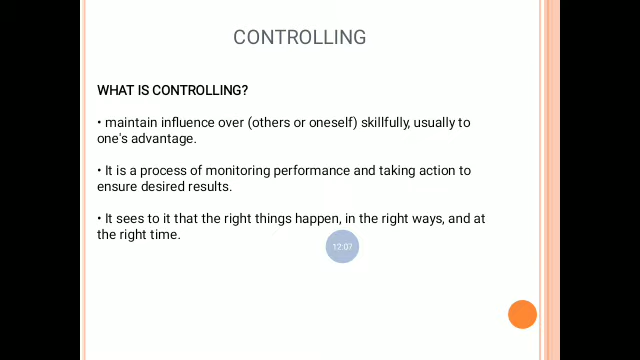 CONTROLLING
WHAT IS CONTROLLING?
• maintain influence over (others or oneself) skillfully, usually to
one's advantage.
• It is a process of monitoring performance and taking action to
ensure desired results.
• It sees to it that the right things happen, in the right ways, and at
the right time.
12:07